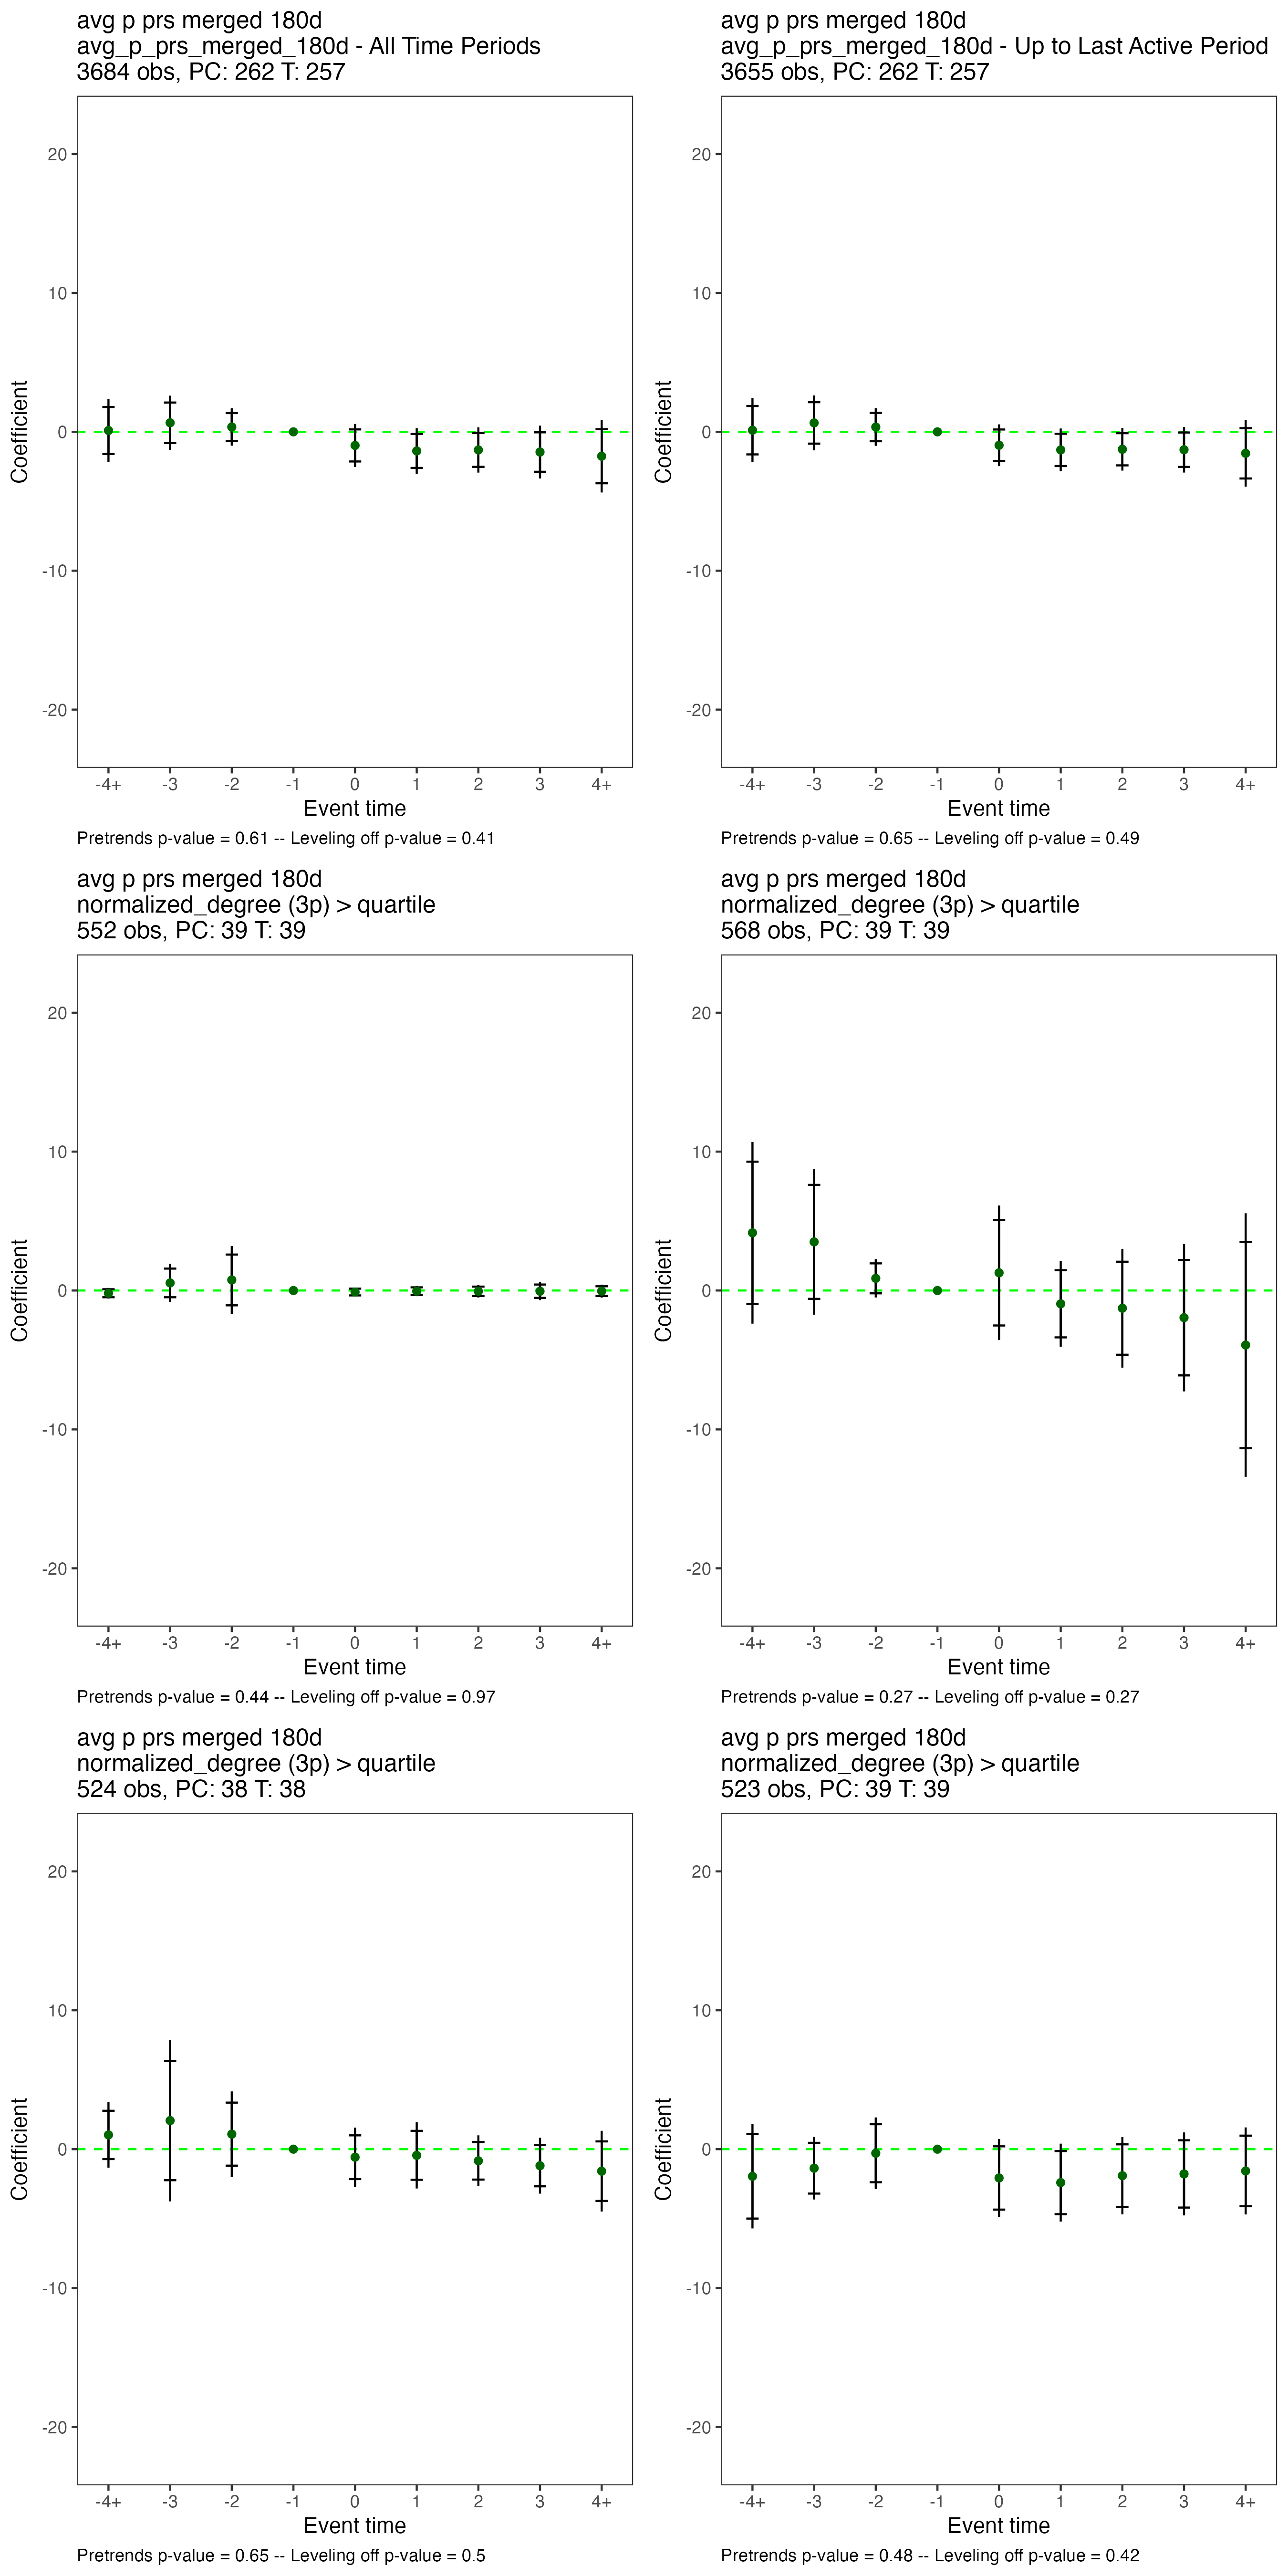 avg p prs merged 180d
avg_p_prs_merged_180d - All Time Periods
3684 obs, PC: 262 T: 257
20
10
0
-10
-20
Coefficient
-4+ -3 -2 -1 0 1 2 3 4+
Event time
Pretrends p-value = 0.61 -- Leveling off p-value = 0.41
avg p prs merged 180d
avg_p_prs_merged_180d - Up to Last Active Period
3655 obs, PC: 262 T: 257
20
10
0
-10
-20
Coefficient
-4+ -3 -2 -1 0 1 2 3 4+
Event time
Pretrends p-value = 0.65 -- Leveling off p-value = 0.49
avg p prs merged 180d
normalized_degree (3p) > quartile
552 obs, PC: 39 T: 39
20
10
0
-10
-20
Coefficient
-4+ -3 -2 -1 0 1 2 3 4+
Event time
Pretrends p-value = 0.44 -- Leveling off p-value = 0.97
avg p prs merged 180d
normalized_degree (3p) > quartile
568 obs, PC: 39 T: 39
20
10
0
-10
-20
Coefficient
-4+ -3 -2 -1 0 1 2 3 4+
Event time
Pretrends p-value = 0.27 -- Leveling off p-value = 0.27
avg p prs merged 180d
normalized_degree (3p) > quartile
524 obs, PC: 38 T: 38
20
10
0
-10
-20
Coefficient
-4+ -3 -2 -1 0 1 2 3 4+
Event time
Pretrends p-value = 0.65 -- Leveling off p-value = 0.5
avg p prs merged 180d
normalized_degree (3p) > quartile
523 obs, PC: 39 T: 39
20
10
0
-10
-20
Coefficient
-4+ -3 -2 -1 0 1 2 3 4+
Event time
Pretrends p-value = 0.48 -- Leveling off p-value = 0.42